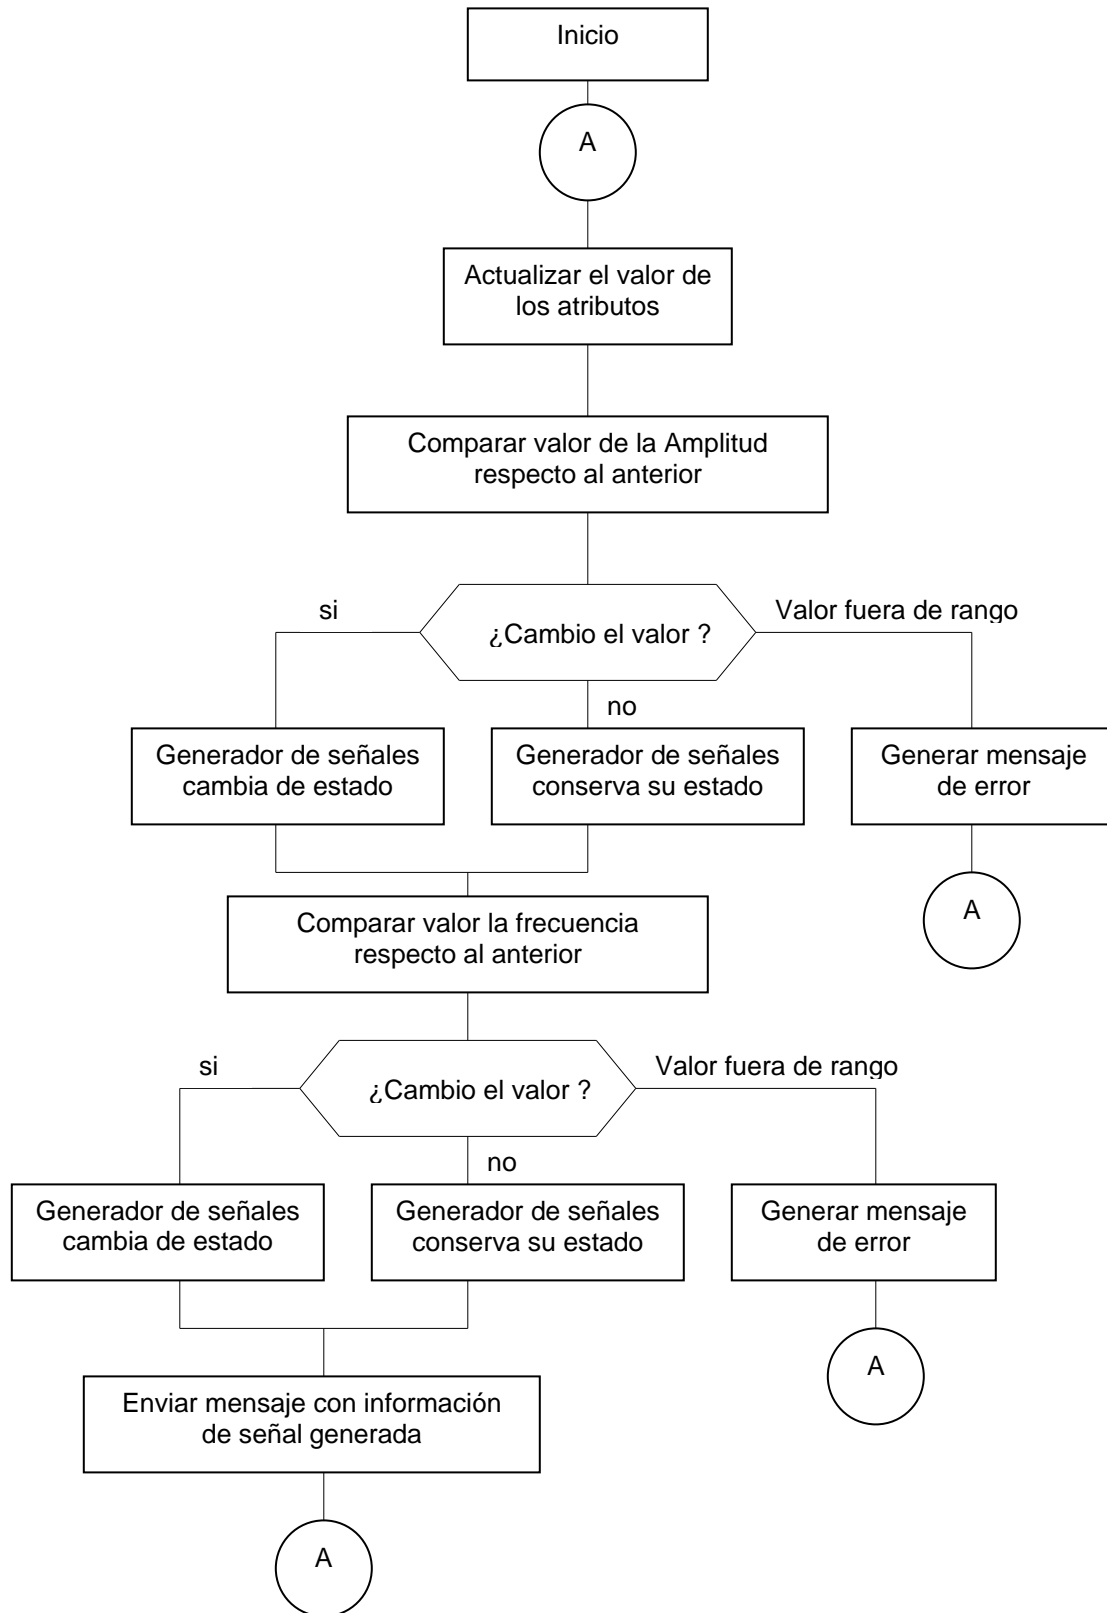 Inicio
A
Actualizar el valor de
los atributos
Comparar valor de la Amplitud
respecto al anterior
si
¿Cambio el valor ?
Valor fuera de rango
no
Generador de señales
cambia de estado
Generador de señales
conserva su estado
Generar mensaje
de error
A
Comparar valor la frecuencia
respecto al anterior
si
¿Cambio el valor ?
Valor fuera de rango
no
Generador de señales
cambia de estado
Generador de señales
conserva su estado
Generar mensaje
de error
A
Enviar mensaje con información
de señal generada
A